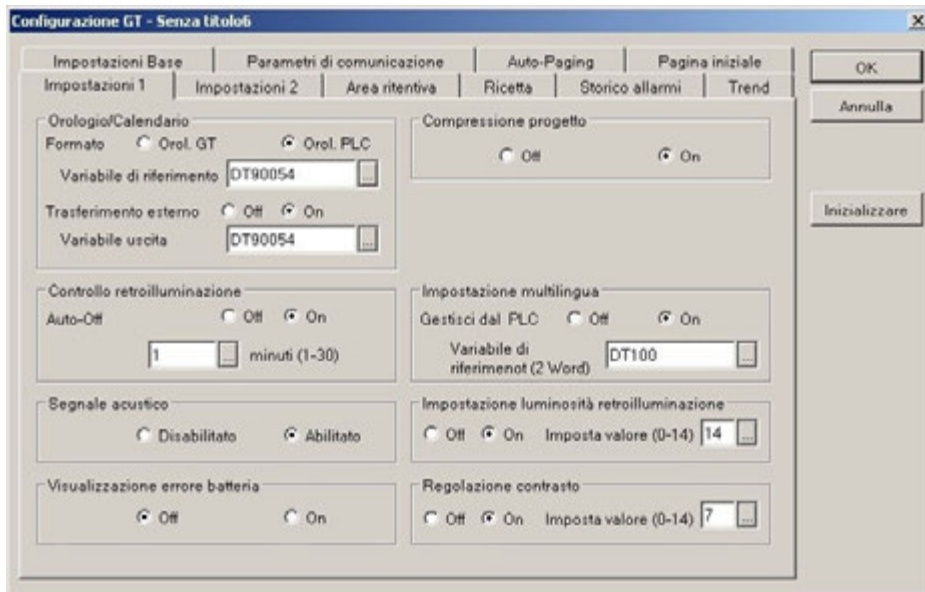 Configurazione GT - Senza titolo6
Impostazioni Base Parametri di comunicazione Auto-Paging Pagina iniziale
Impostazioni 1 Impostazioni 2 Area ritentiva Ricetta Storico allarmi Trend
OK
Annulla
Inizializzare
Orologio/Calendario
Formato Orol. GT Orol. PLC
Variabile di riferimento DT90054 ...
Trasferimento esterno Off On
Variabile uscita DT90054 ...
Compressione progetto
Off On
Controllo retroilluminazione
Auto-Off Off On
1 ... minuti (1-30)
Impostazione multilingua
Gestisci dal PLC Off On
Variabile di
riferimenot (2 Word) DT100 ...
Segnale acustico
Disabilitato Abilitato
Impostazione luminosità retroilluminazione
Off On Imposta valore (0-14) 14 ...
Visualizzazione errore batteria
Off On
Regolazione contrasto
Off On Imposta valore (0-14) 7 ...